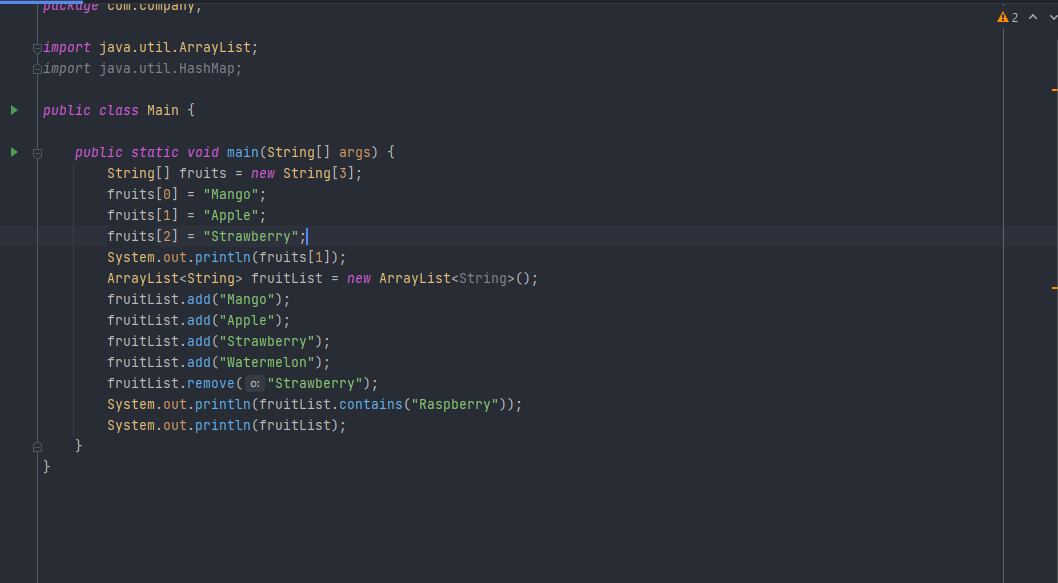 package com.company;
2
import java.util.ArrayList;
import java.util.HashMap;
public class Main {
public static void main(String[] args) {
String[] fruits = new String[3];
fruits[0] = "Mango";
fruits[1] = "Apple";
fruits[2] = "Strawberry";
System.out.println(fruits[1]);
ArrayList<String> fruitList = new ArrayList<String>();
fruitList.add("Mango");
fruitList.add("Apple");
fruitList.add("Strawberry");
fruitList.add("Watermelon");
fruitList.remove( o: "Strawberry");
System.out.println(fruitList.contains("Raspberry"));
System.out.println(fruitList);
}
}